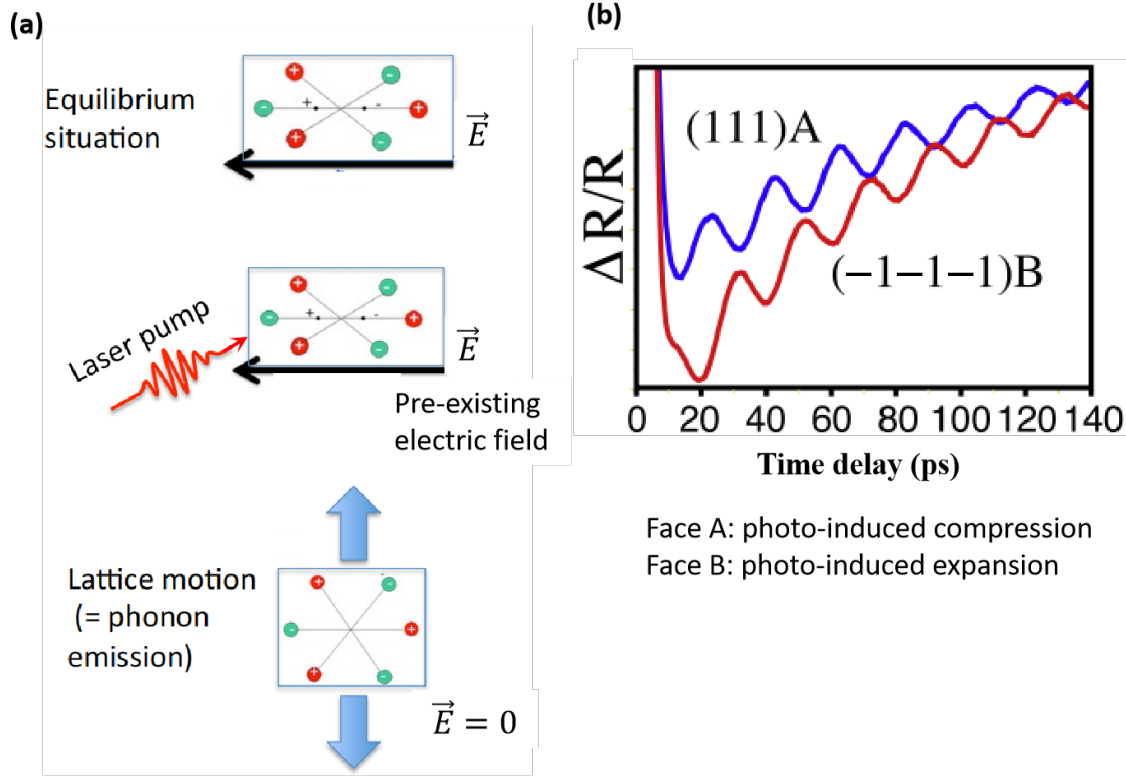 (a)
Equilibrium
situation
+ - + - + -
+ -
E⃗
Laser pump
+ - + - + -
+ -
E⃗
Pre-existing
electric field
Lattice motion
(= phonon
emission)
+ - + - + -
E⃗ = 0
(b)
ΔR/R
(111)A
(−1−1−1)B
0 20 40 60 80 100 120 140
Time delay (ps)
Face A: photo-induced compression
Face B: photo-induced expansion